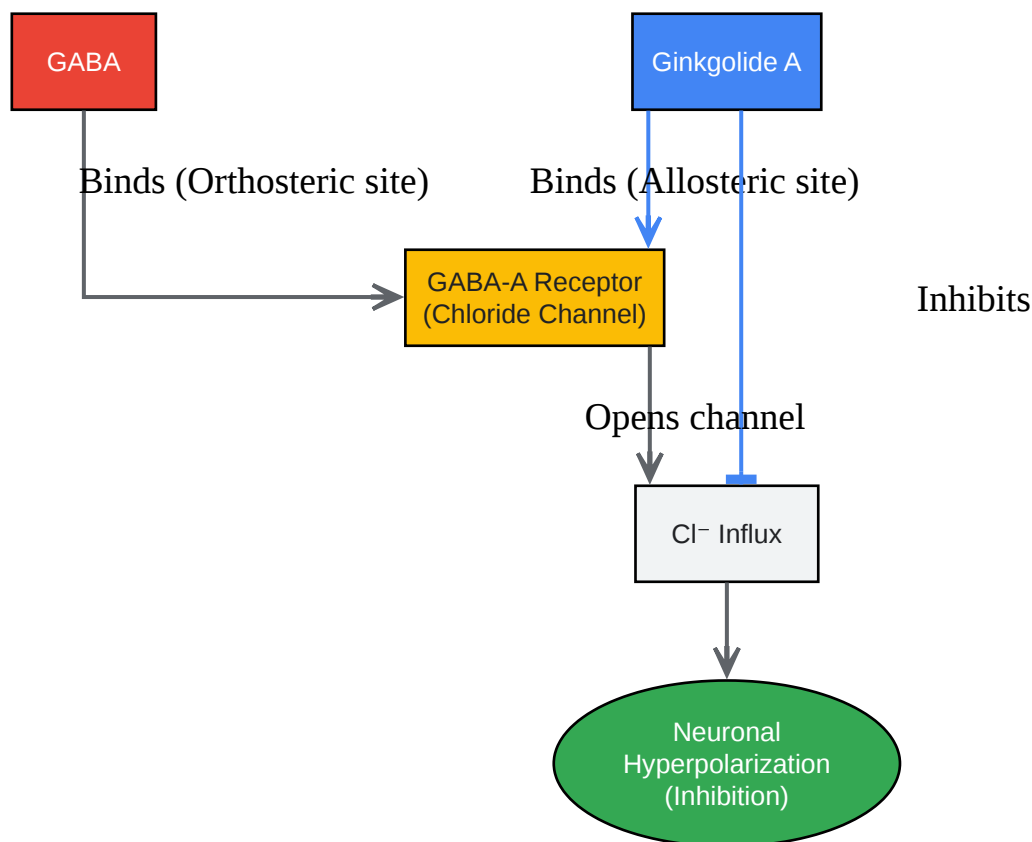 GABA
Ginkgolide A
Binds (Orthosteric site)
Binds (Allosteric site)
GABA-A Receptor
(Chloride Channel)
Inhibits
Opens channel
Cl⁻ Influx
Neuronal
Hyperpolarization
(Inhibition)